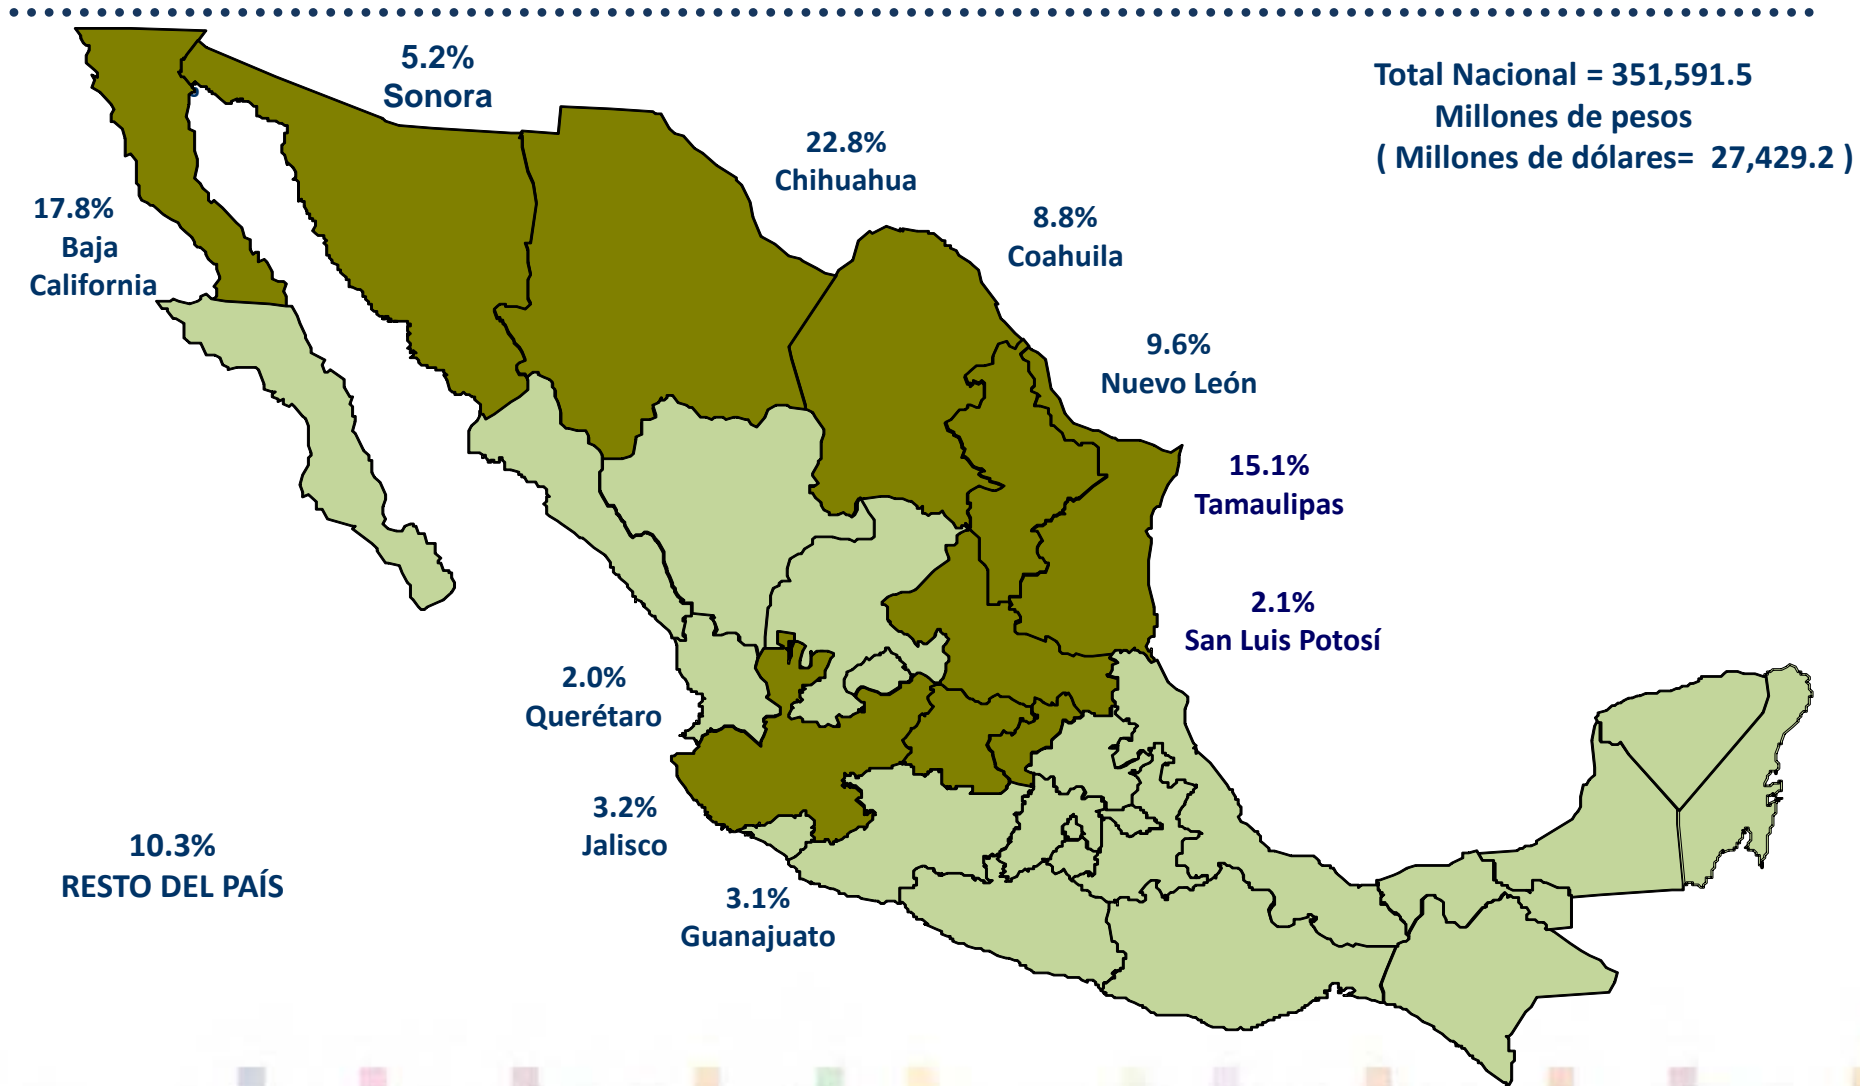 5.2%
Sonora
Total Nacional = 351,591.5
Millones de pesos
( Millones de dólares= 27,429.2 )
22.8%
Chihuahua
17.8%
Baja
California
8.8%
Coahuila
9.6%
Nuevo León
15.1%
Tamaulipas
2.1%
San Luis Potosí
2.0%
Querétaro
3.2%
Jalisco
10.3%
RESTO DEL PAÍS
3.1%
Guanajuato